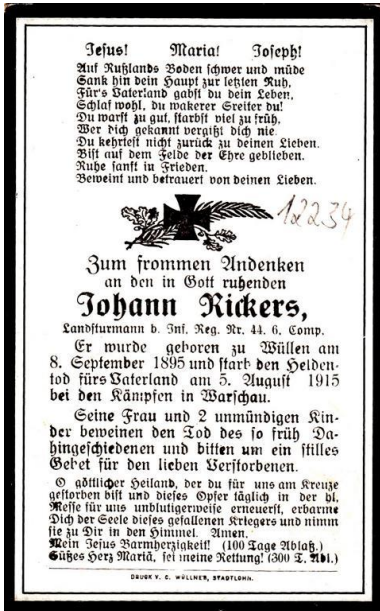 Jesus! Maria! Joseph!
Auf Rußlands Boden schwer und müde
Sank hin dein Haupt zur letzten Ruh,
Für's Vaterland gabst du dein Leben,
Schlaf wohl, du wakerer Sreiter du!
Du warst zu gut, starbst viel zu früh,
Wer dich gekannt vergißt dich nie.
Du kehrtest nicht zurück zu deinen Lieben.
Bist auf dem Felde der Ehre geblieben.
Ruhe sanft in Frieden.
Beweint und betrauert von deinen Lieben.
12234
Zum frommen Andenken
an den in Gott ruhenden
Johann Rickers,
Landsturmann b. Inf. Reg. Nr. 44. 6. Comp.
Er wurde geboren zu Wüllen am
8. September 1895 und starb den Helden-
tod fürs Vaterland am 5. August 1915
bei den Kämpfen in Warschau.
Seine Frau und 2 unmündigen Kin-
der beweinen den Tod des so früh Da-
hingeschiedenen und bitten um ein stilles
Gebet für den lieben Verstorbenen.
O göttlicher Heiland, der du für uns am Kreuze
gestorben bist und dieses Opfer täglich in der hl.
Messe für uns unblutigerweise erneuerst, erbarme
Dich der Seele dieses gefallenen Kriegers und nimm
sie zu Dir in den Himmel. Amen.
Mein Jesus Barmherzigkeit! (100 Tage Ablaß.)
Süßes Herz Mariä, sei meine Rettung! (300 T. Abl.)
DRUCK V. C. WÜLLNER, STADTLOHN.